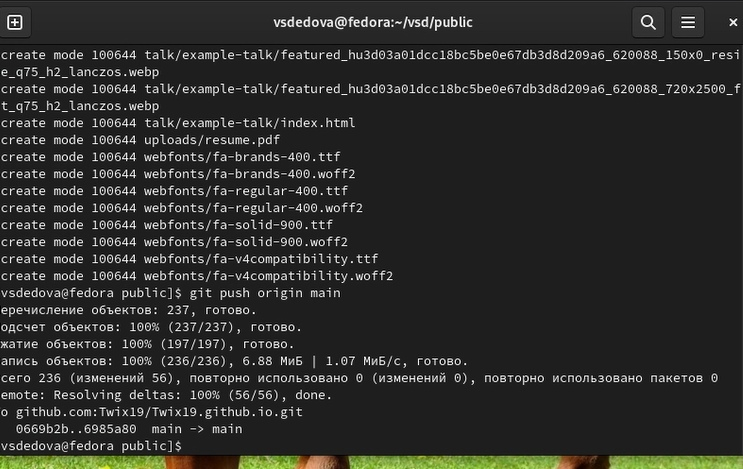 vsdedova@fedora:~/vsd/public
create mode 100644 talk/example-talk/featured_hu3d03a01dcc18bc5be0e67db3d8d209a6_620088_150x0_resi
e_q75_h2_lanczos.webp
create mode 100644 talk/example-talk/featured_hu3d03a01dcc18bc5be0e67db3d8d209a6_620088_720x2500_f
t_q75_h2_lanczos.webp
create mode 100644 talk/example-talk/index.html
create mode 100644 uploads/resume.pdf
create mode 100644 webfonts/fa-brands-400.ttf
create mode 100644 webfonts/fa-brands-400.woff2
create mode 100644 webfonts/fa-regular-400.ttf
create mode 100644 webfonts/fa-regular-400.woff2
create mode 100644 webfonts/fa-solid-900.ttf
create mode 100644 webfonts/fa-solid-900.woff2
create mode 100644 webfonts/fa-v4compatibility.ttf
create mode 100644 webfonts/fa-v4compatibility.woff2
vsdedova@fedora public]$ git push origin main
еречисление объектов: 237, готово.
одсчет объектов: 100% (237/237), готово.
жатие объектов: 100% (197/197), готово.
апись объектов: 100% (236/236), 6.88 МиБ | 1.07 МиБ/с, готово.
сего 236 (изменений 56), повторно использовано 0 (изменений 0), повторно использовано пакетов 0
emote: Resolving deltas: 100% (56/56), done.
o github.com:Twix19/Twix19.github.io.git
0669b2b..6985a80 main -> main
vsdedova@fedora public]$